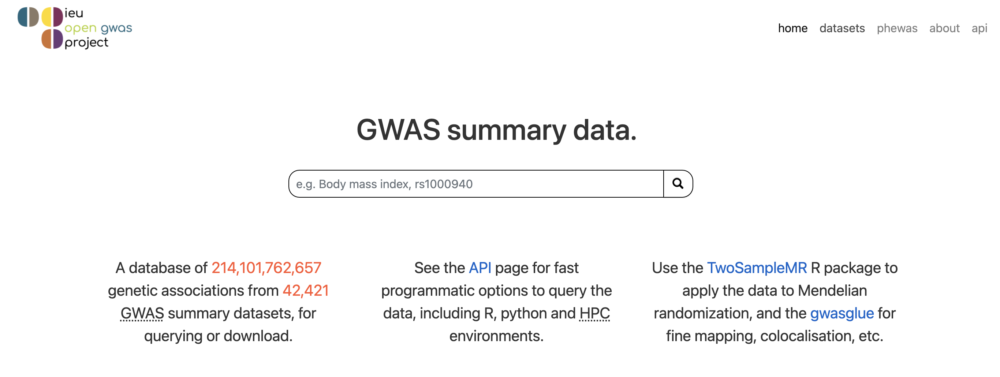 ieu
open gwas
project
home datasets phewas about api
GWAS summary data.
e.g. Body mass index, rs1000940
A database of 214,101,762,657
genetic associations from 42,421
GWAS summary datasets, for
querying or download.
See the API page for fast
programmatic options to query the
data, including R, python and HPC
environments.
Use the TwoSampleMR R package to
apply the data to Mendelian
randomization, and the gwasglue for
fine mapping, colocalisation, etc.